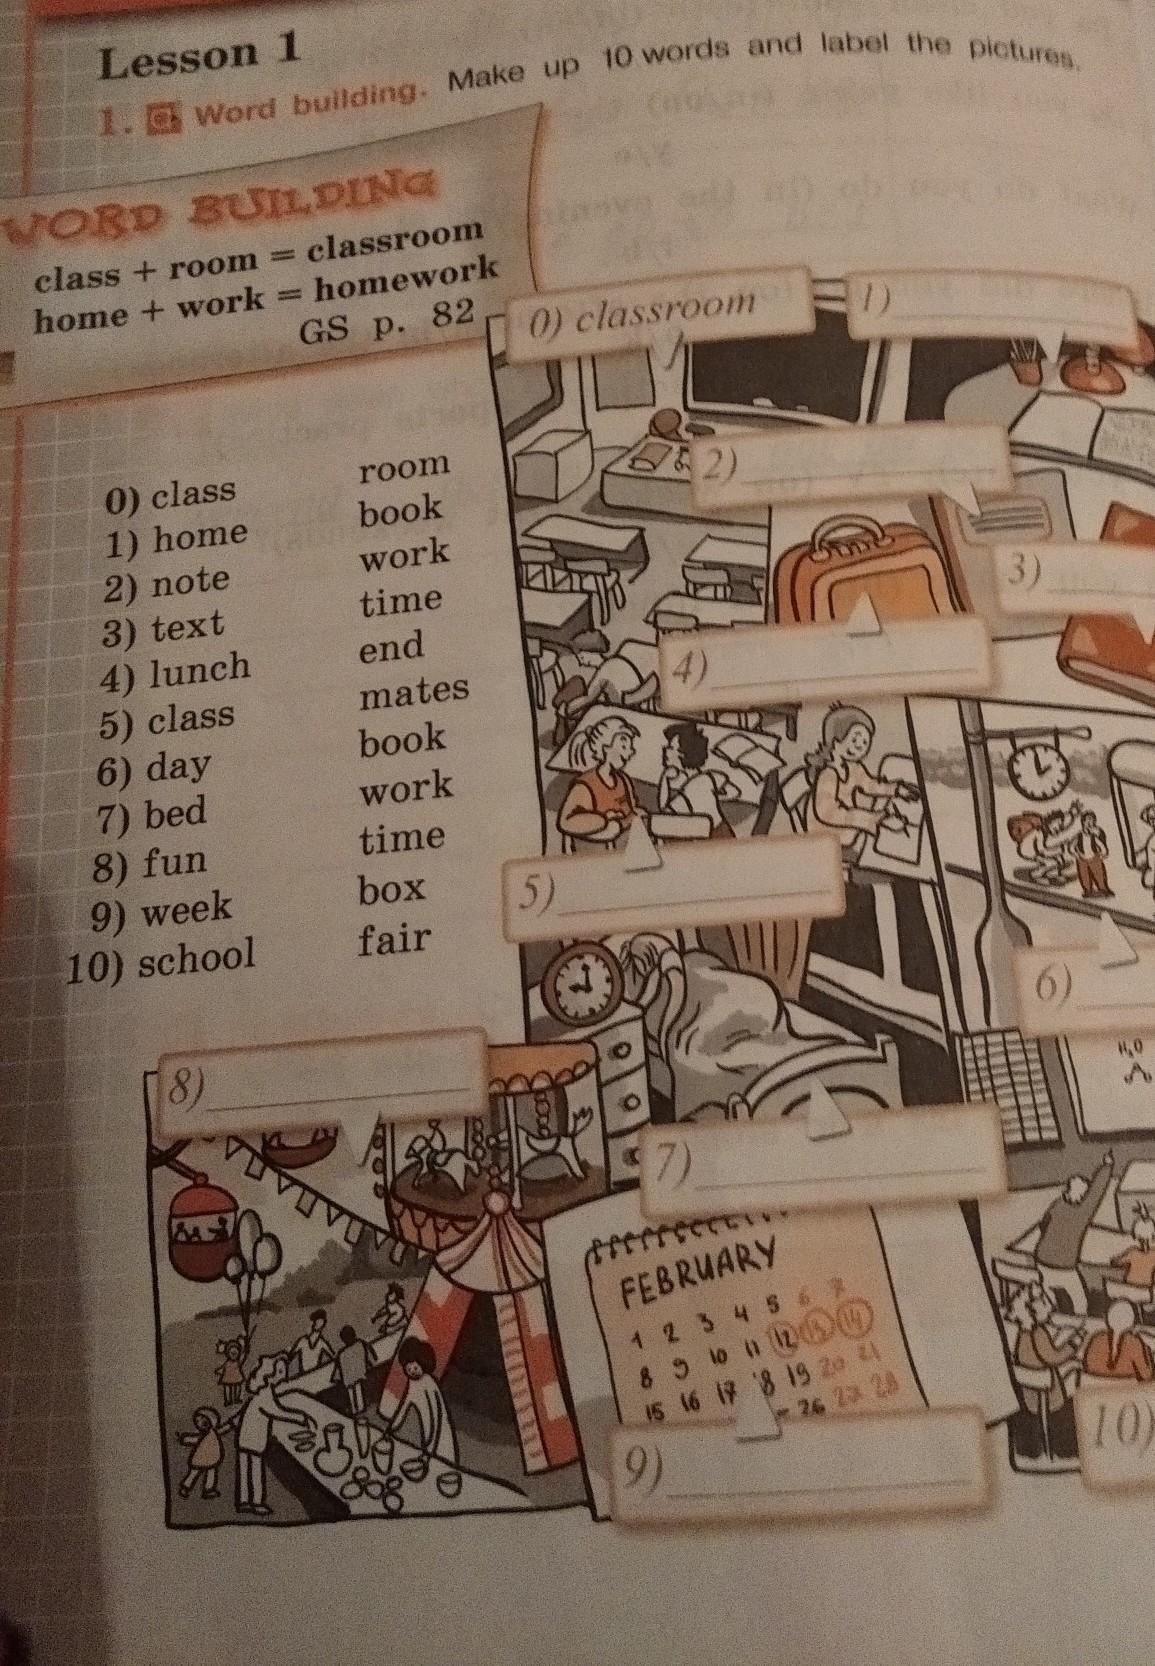 Lesson 1
1. Word building. Make up 10 words and label the pictures.
WORD BUILDING
class + room = classroom
home + work = homework
GS p. 82
0) class room
1) home book
2) note work
3) text time
4) lunch end
5) class mates
6) day book
7) bed work
8) fun time
9) week box
10) school fair
0) classroom
1)
2)
3)
4)
5)
6)
H₂O
7)
8)
FEBRUARY
1 2 3 4 5 6 7
8 9 10 11 12 13 14
15 16 17 18 19 20 21
26 27 28
9)
10)